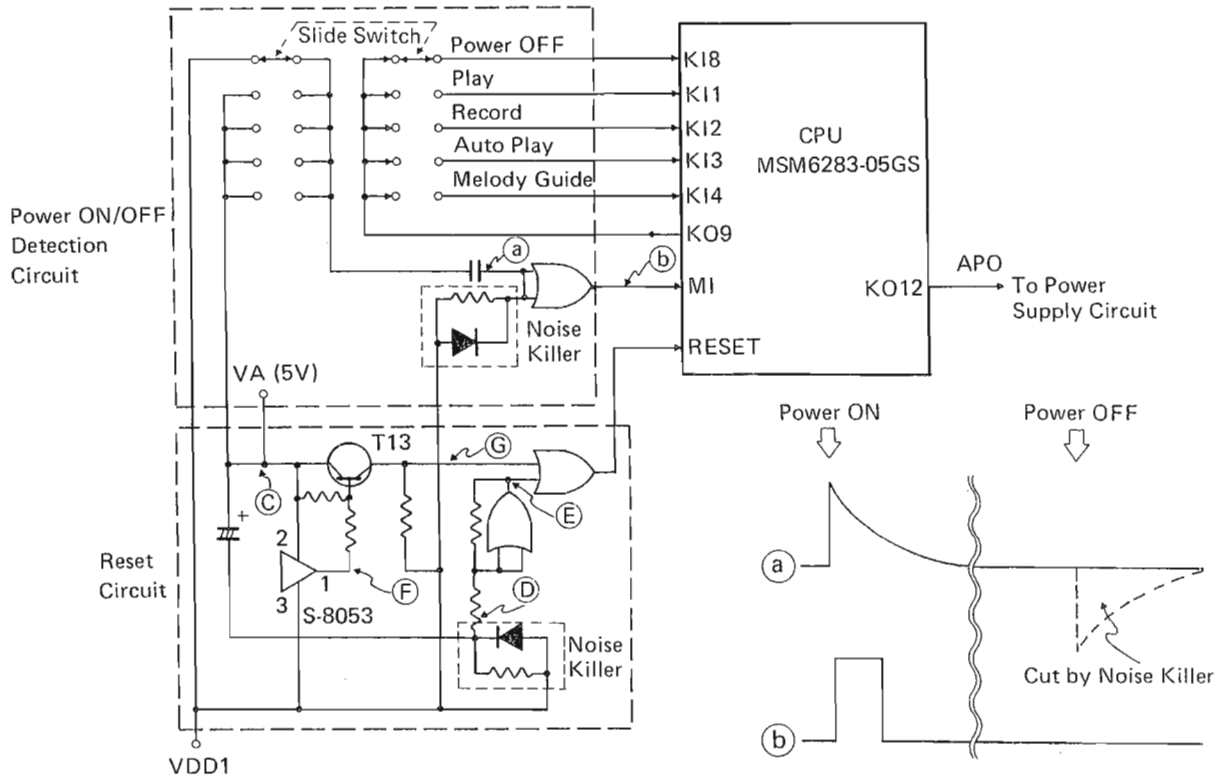 Slide Switch
Power OFF
Play
Record
Auto Play
Melody Guide
KI8
KI1
KI2
KI3
KI4
KO9
MI
RESET
CPU
MSM6283-05GS
KO12
APO
To Power
Supply Circuit
Power ON/OFF
Detection
Circuit
a
b
Noise
Killer
VA (5V)
T13
G
C
E
+
2
1
3
F
S-8053
D
Reset
Circuit
Noise
Killer
VDD1
Power ON
Power OFF
a
Cut by Noise Killer
b